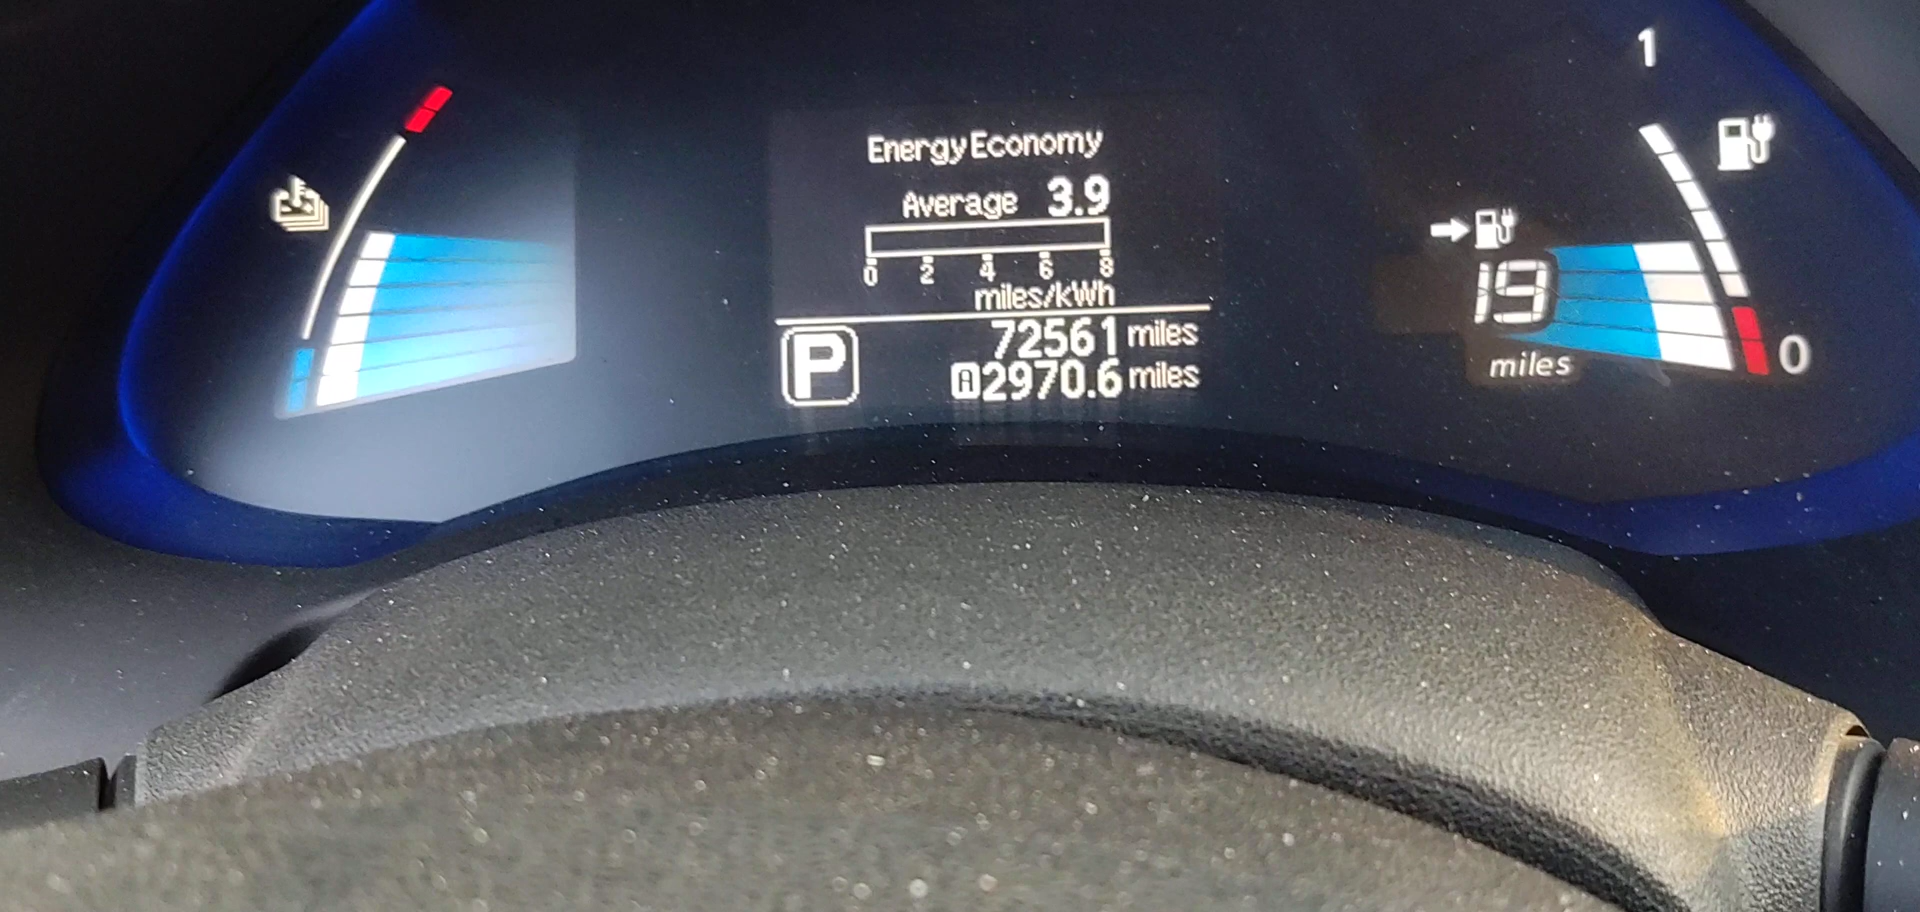 1
Energy Economy
Average 3.9
0 2 4 6 8
miles/kWh
19
miles
0
P
72561 miles
A 2970.6 miles